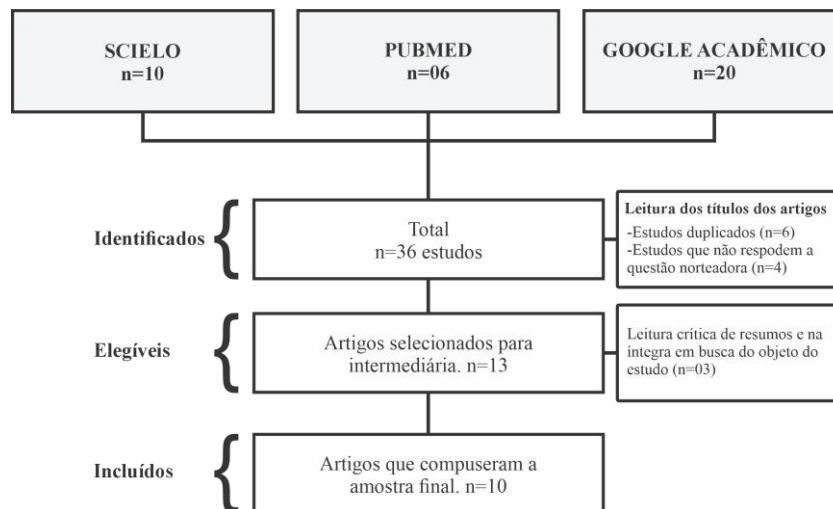 SCIELO
n=10
PUBMED
n=06
GOOGLE ACADÊMICO
n=20
Identificados
Total
n=36 estudos
Leitura dos títulos dos artigos
-Estudos duplicados (n=6)
-Estudos que não respodem a
questão norteadora (n=4)
Elegíveis
Artigos selecionados para
intermediária. n=13
Leitura crítica de resumos e na
íntegra em busca do objeto do
estudo (n=03)
Incluídos
Artigos que compuseram a
amostra final. n=10